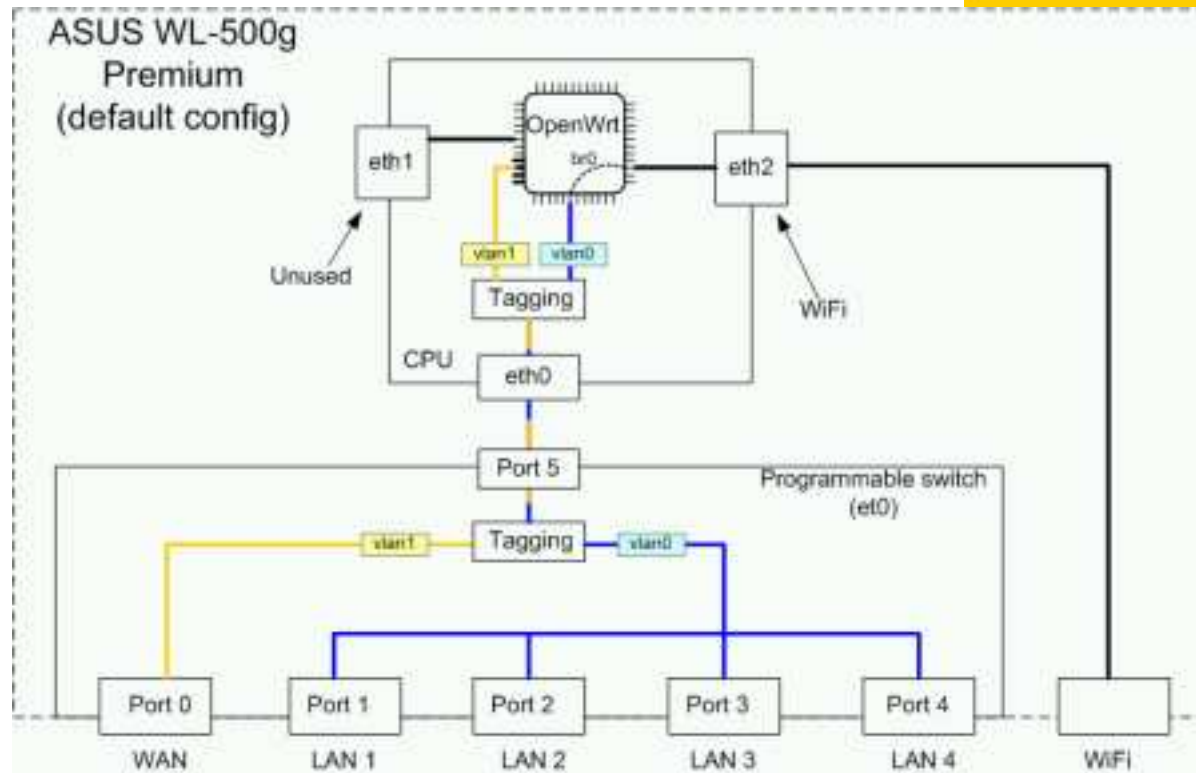 ASUS WL-500g
Premium
(default config)
OpenWrt
br0
eth1
eth2
vlan1
vlan0
Unused
Tagging
WiFi
CPU
eth0
Port 5
Programmable switch
(et0)
vlan1
Tagging
vlan0
Port 0
Port 1
Port 2
Port 3
Port 4
WAN
LAN 1
LAN 2
LAN 3
LAN 4
WiFi